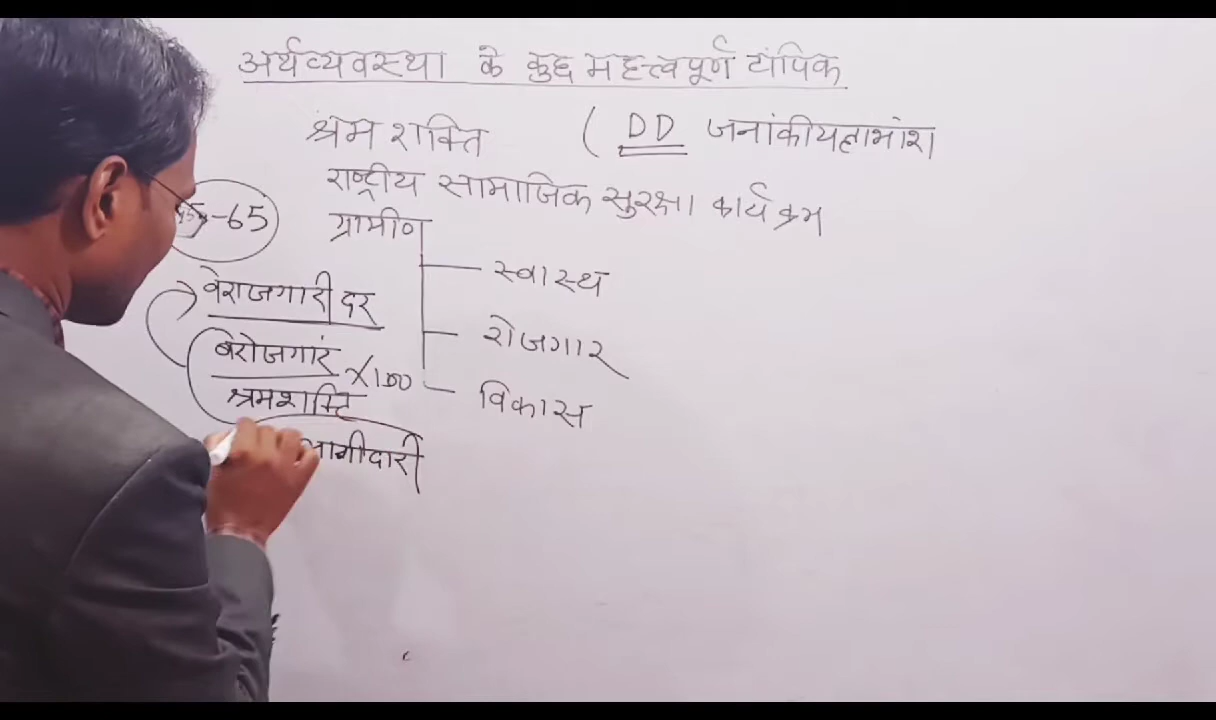 अर्थव्यवस्था के कुछ महत्त्वपूर्ण टॉपिक
श्रम शक्ति ( DD जनांकीयलाभांश
राष्ट्रीय सामाजिक सुरक्षा कार्यक्रम
-65 ग्रामीण
स्वास्थ
बेराजगारी दर
रोजगार
बेरोजगार
श्रमशक्ति ×100
विकास
भागीदारी